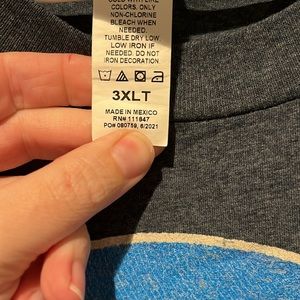 COLORS. ONLY
NON-CHLORINE
BLEACH WHEN
NEEDED.
TUMBLE DRY LOW
LOW IRON IF
NEEDED. DO NOT
IRON DECORATION
3XLT
MADE IN MEXICO
RN# 111847
PO# 080759, 6/2021